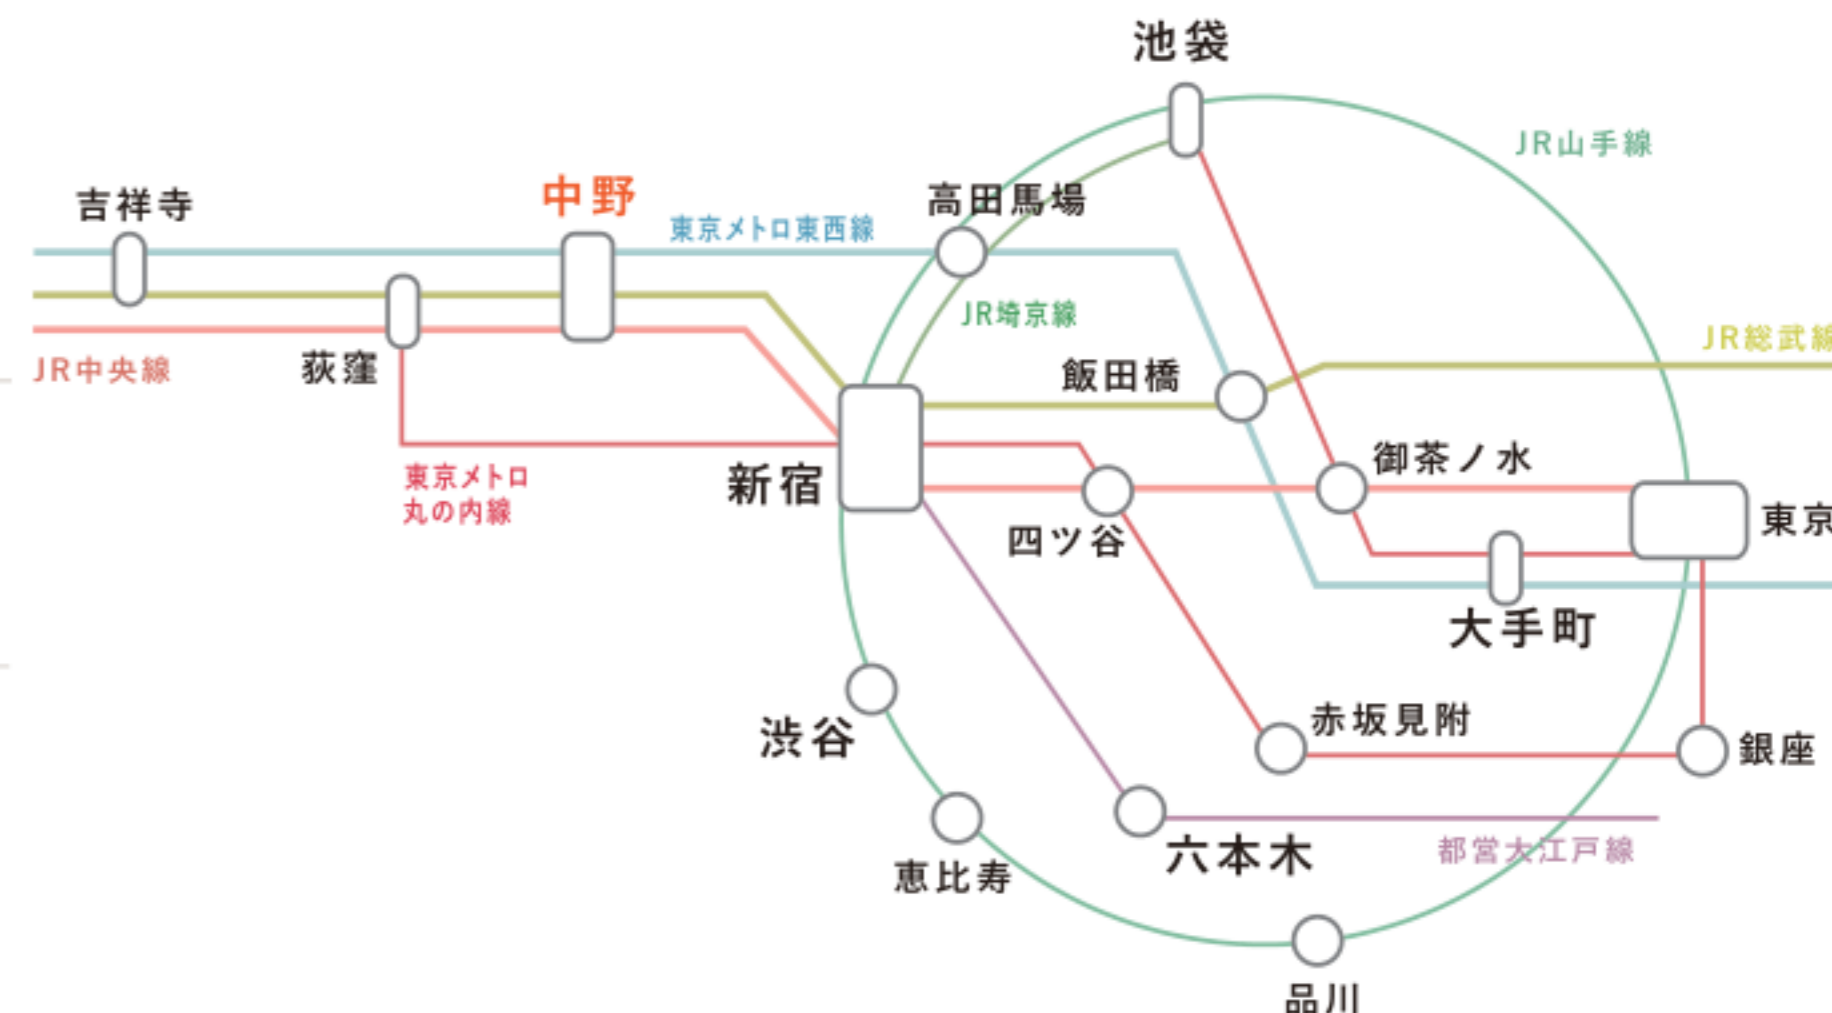 池袋
JR山手線
吉祥寺
中野
高田馬場
東京メトロ東西線
JR埼京線
JR総武線
JR中央線
荻窪
飯田橋
御茶ノ水
東京メトロ
丸の内線
新宿
四ツ谷
東京
大手町
渋谷
赤坂見附
銀座
六本木
都営大江戸線
恵比寿
品川